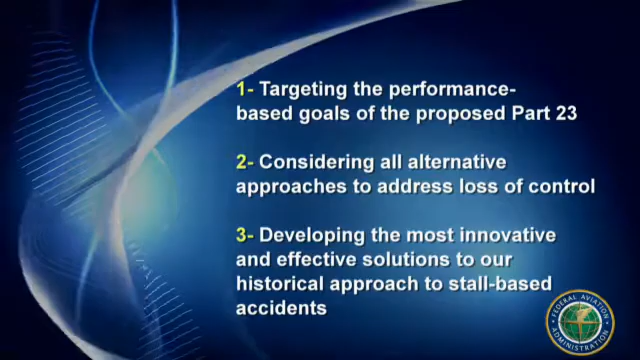 1- Targeting the performance-
based goals of the proposed Part 23
2- Considering all alternative
approaches to address loss of control
3- Developing the most innovative
and effective solutions to our
historical approach to stall-based
accidents
FEDERAL AVIATION
ADMINISTRATION